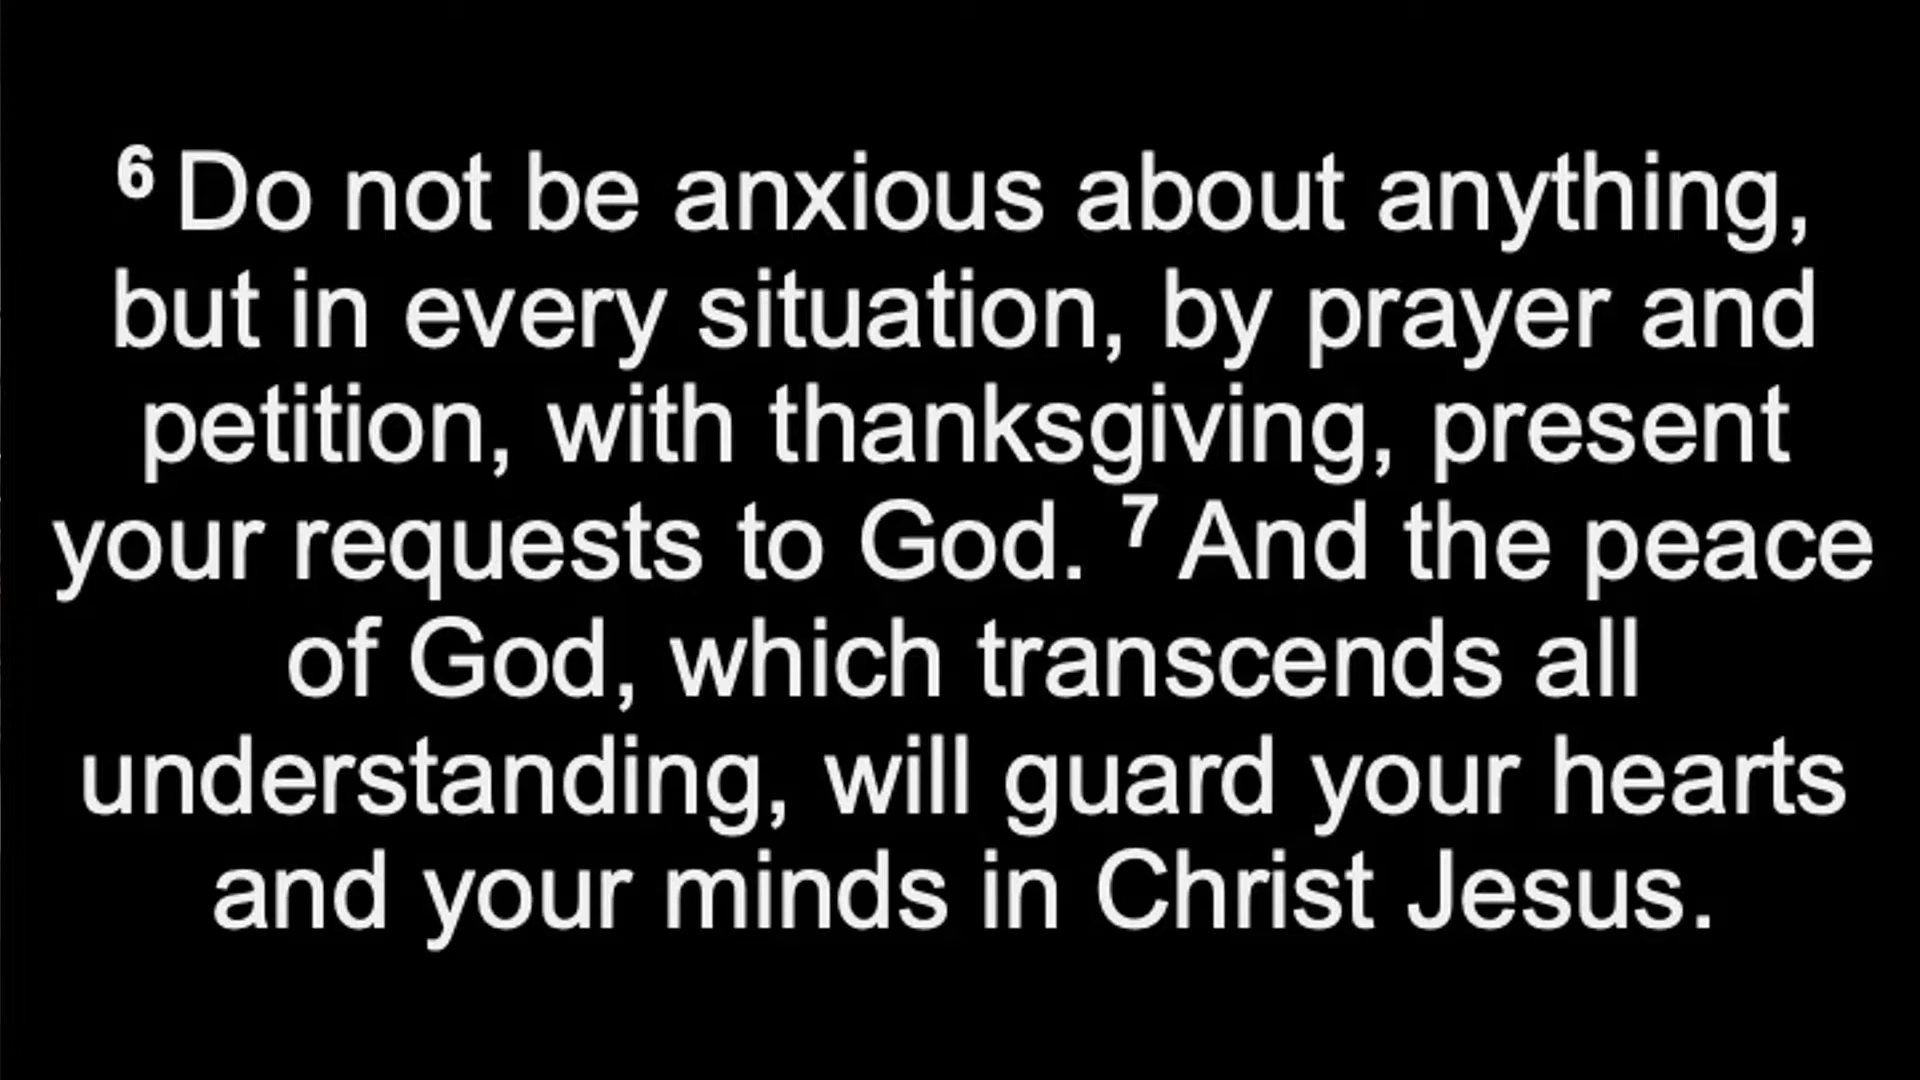 6 Do not be anxious about anything,
but in every situation, by prayer and
petition, with thanksgiving, present
your requests to God. 7 And the peace
of God, which transcends all
understanding, will guard your hearts
and your minds in Christ Jesus.